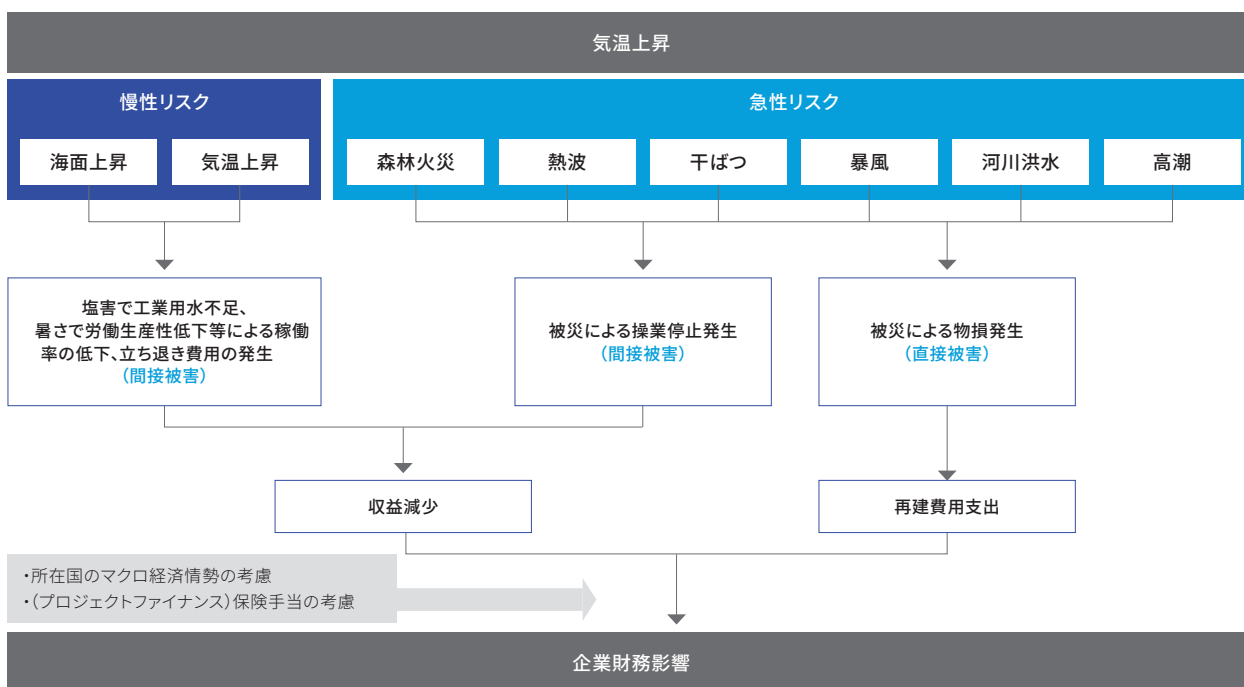 気温上昇
慢性リスク
急性リスク
海面上昇
気温上昇
森林火災
熱波
干ばつ
暴風
河川洪水
高潮
塩害で工業用水不足、
暑さで労働生産性低下等による稼働
率の低下、立ち退き費用の発生
（間接被害）
被災による操業停止発生
（間接被害）
被災による物損発生
（直接被害）
収益減少
再建費用支出
・所在国のマクロ経済情勢の考慮
・（プロジェクトファイナンス）保険手当の考慮
企業財務影響